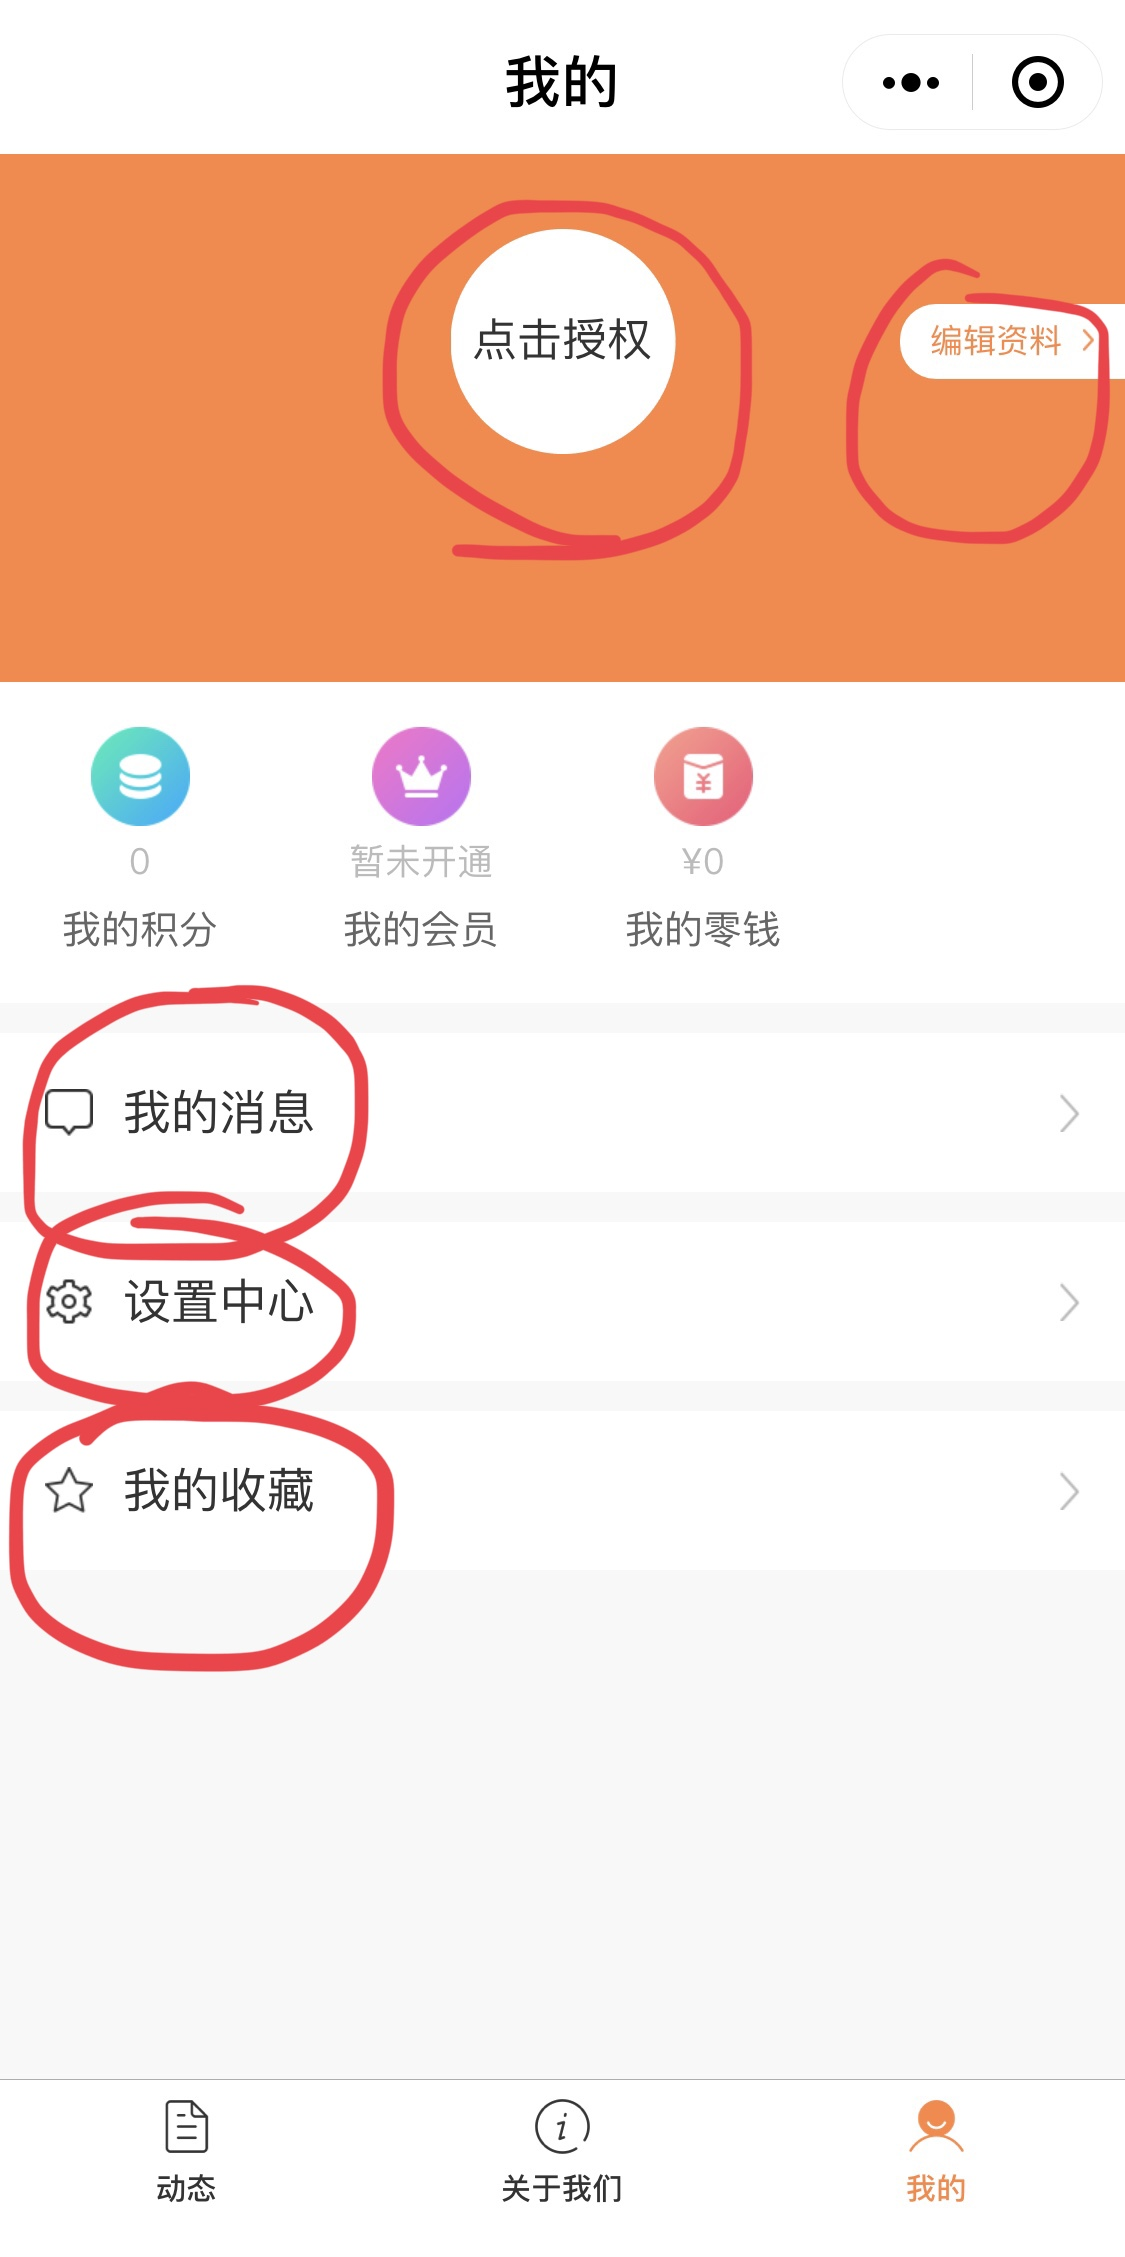 我的
点击授权
编辑资料
0
暂未开通
¥0
我的积分
我的会员
我的零钱
我的消息
设置中心
我的收藏
动态
关于我们
我的